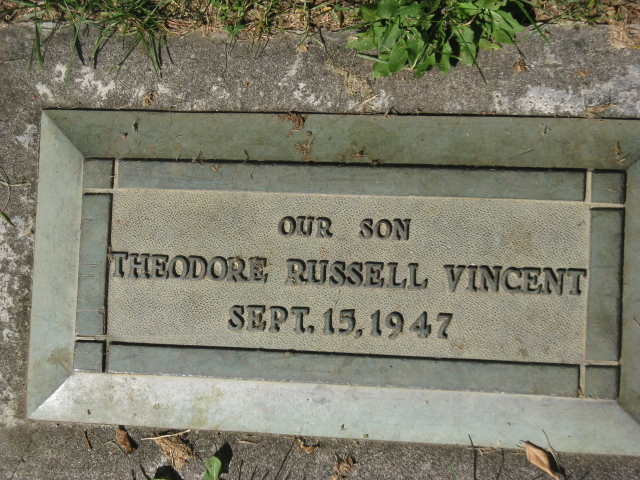 OUR SON
THEODORE RUSSELL VINCENT
SEPT. 15, 1947